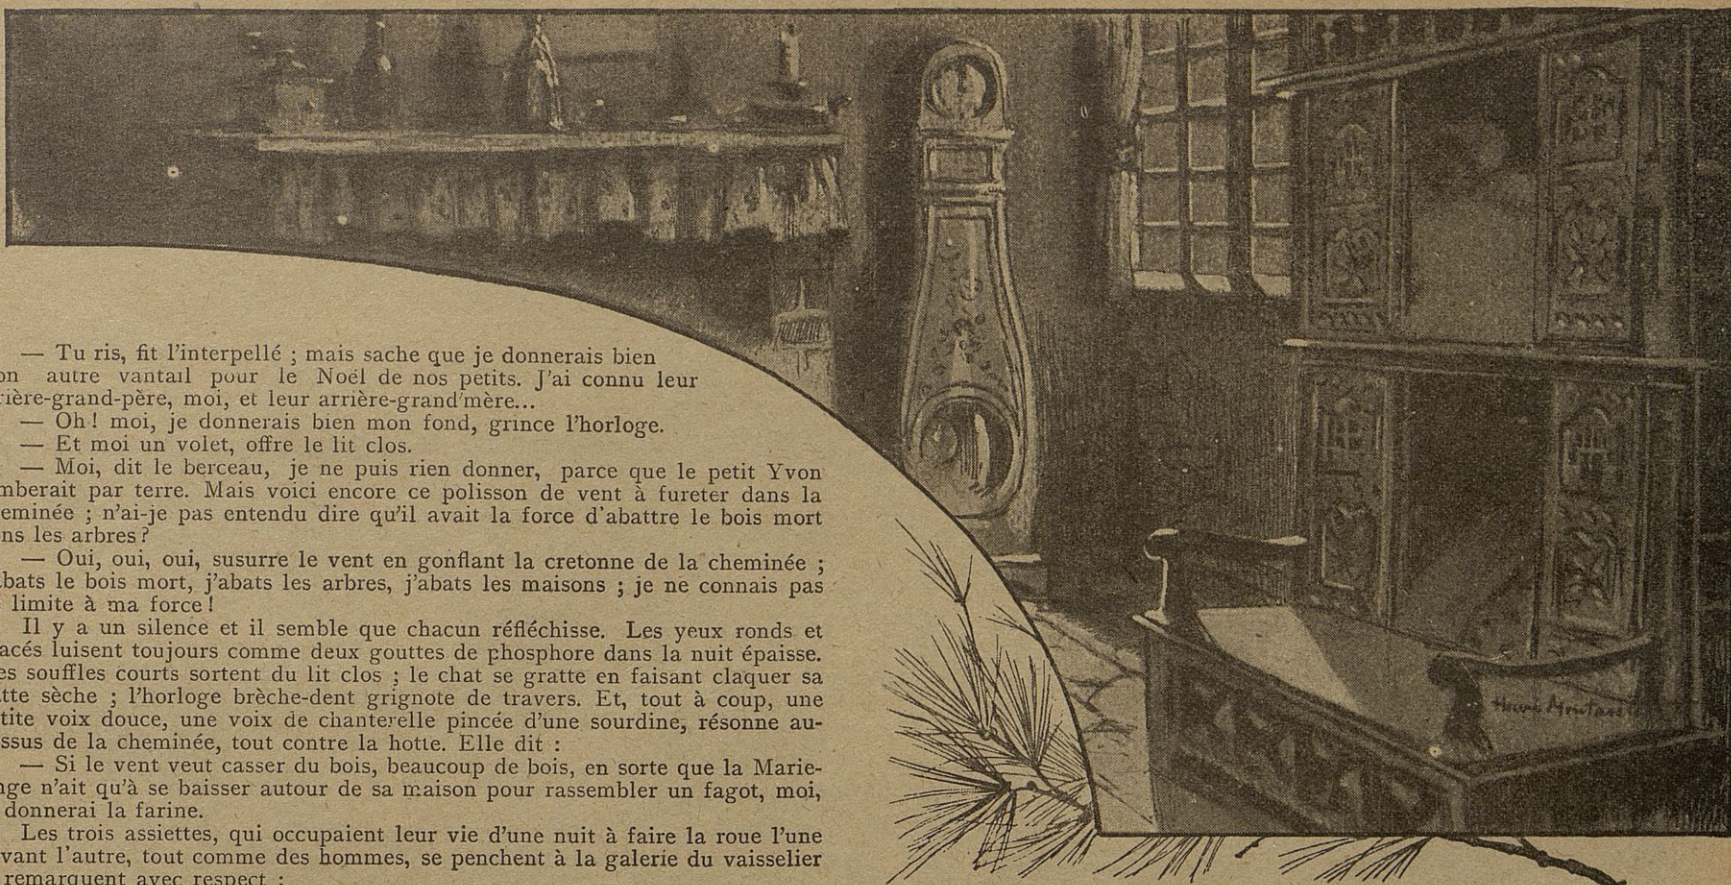 — Tu ris, fit l'interpellé ; mais sache que je donnerais bien
on autre vantail pour le Noël de nos petits. J'ai connu leur
rière-grand-père, moi, et leur arrière-grand'mère...
— Oh ! moi, je donnerais bien mon fond, grince l'horloge.
— Et moi un volet, offre le lit clos.
— Moi, dit le berceau, je ne puis rien donner, parce que le petit Yvon
mberait par terre. Mais voici encore ce polisson de vent à fureter dans la
eminée ; n'ai-je pas entendu dire qu'il avait la force d'abattre le bois mort
ns les arbres ?
— Oui, oui, oui, susurre le vent en gonflant la cretonne de la cheminée ;
abats le bois mort, j'abats les arbres, j'abats les maisons ; je ne connais pas
limite à ma force !
Il y a un silence et il semble que chacun réfléchisse. Les yeux ronds et
acés luisent toujours comme deux gouttes de phosphore dans la nuit épaisse.
es souffles courts sortent du lit clos ; le chat se gratte en faisant claquer sa
tte sèche ; l'horloge brèche-dent grignote de travers. Et, tout à coup, une
tite voix douce, une voix de chanterelle pincée d'une sourdine, résonne au-
ssus de la cheminée, tout contre la hotte. Elle dit :
— Si le vent veut casser du bois, beaucoup de bois, en sorte que la Marie-
nge n'ait qu'à se baisser autour de sa maison pour rassembler un fagot, moi,
donnerai la farine.
Les trois assiettes, qui occupaient leur vie d'une nuit à faire la roue l'une
vant l'autre, tout comme des hommes, se penchent à la galerie du vaisselier
remarquent avec respect :